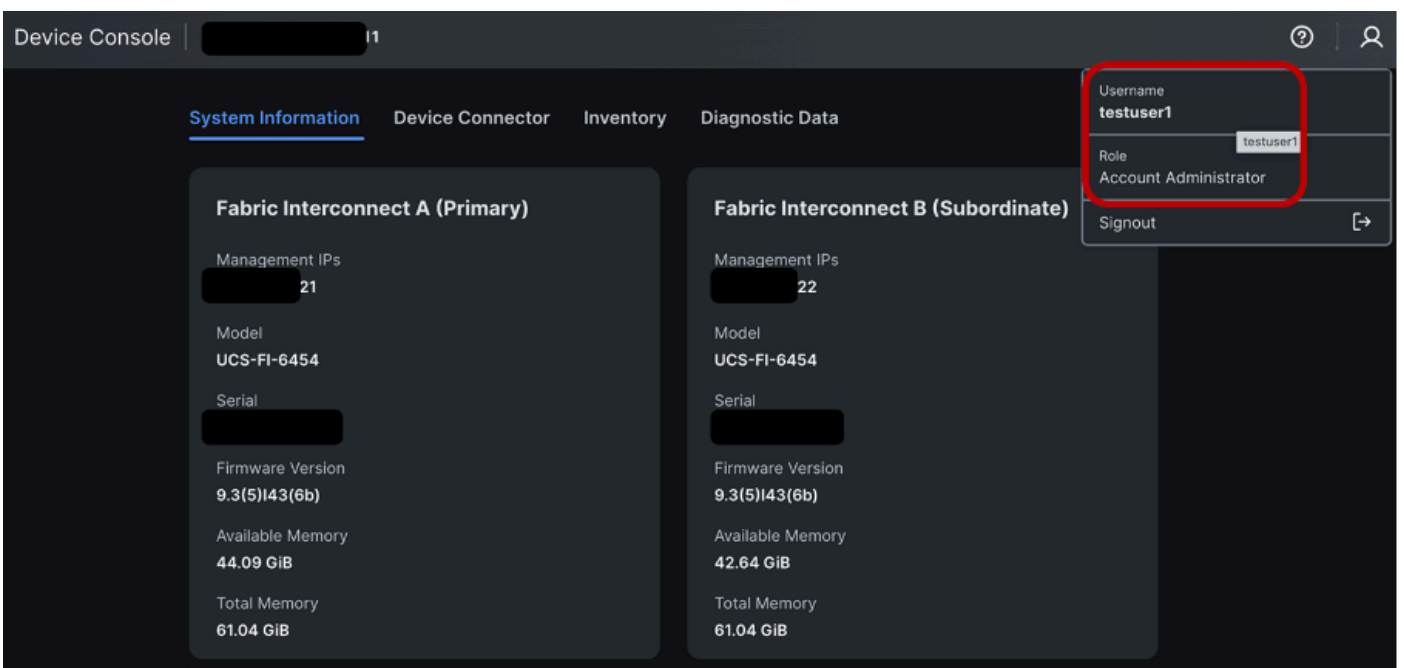 Device Console
System Information Device Connector Inventory Diagnostic Data
Username
testuser1
testuser1
Role
Account Administrator
Signout
Fabric Interconnect A (Primary)
Management IPs
21
Model
UCS-FI-6454
Serial
Firmware Version
9.3(5)I43(6b)
Available Memory
44.09 GiB
Total Memory
61.04 GiB
Fabric Interconnect B (Subordinate)
Management IPs
22
Model
UCS-FI-6454
Serial
Firmware Version
9.3(5)I43(6b)
Available Memory
42.64 GiB
Total Memory
61.04 GiB